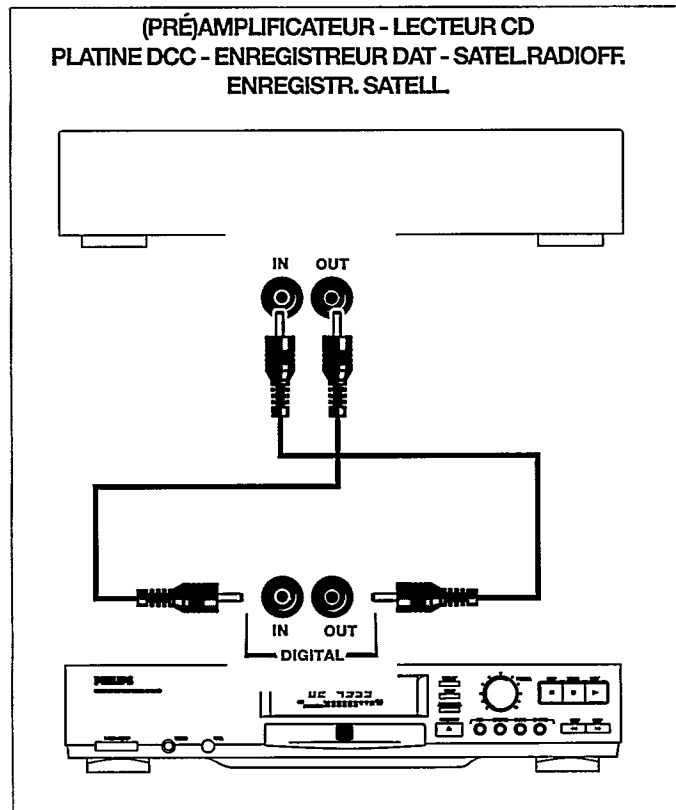 (PRÉ)AMPLIFICATEUR - LECTEUR CD
PLATINE DCC - ENREGISTREUR DAT - SATEL.RADIOFF.
ENREGISTR. SATELL.
IN OUT
IN OUT
DIGITAL
PHILIPS